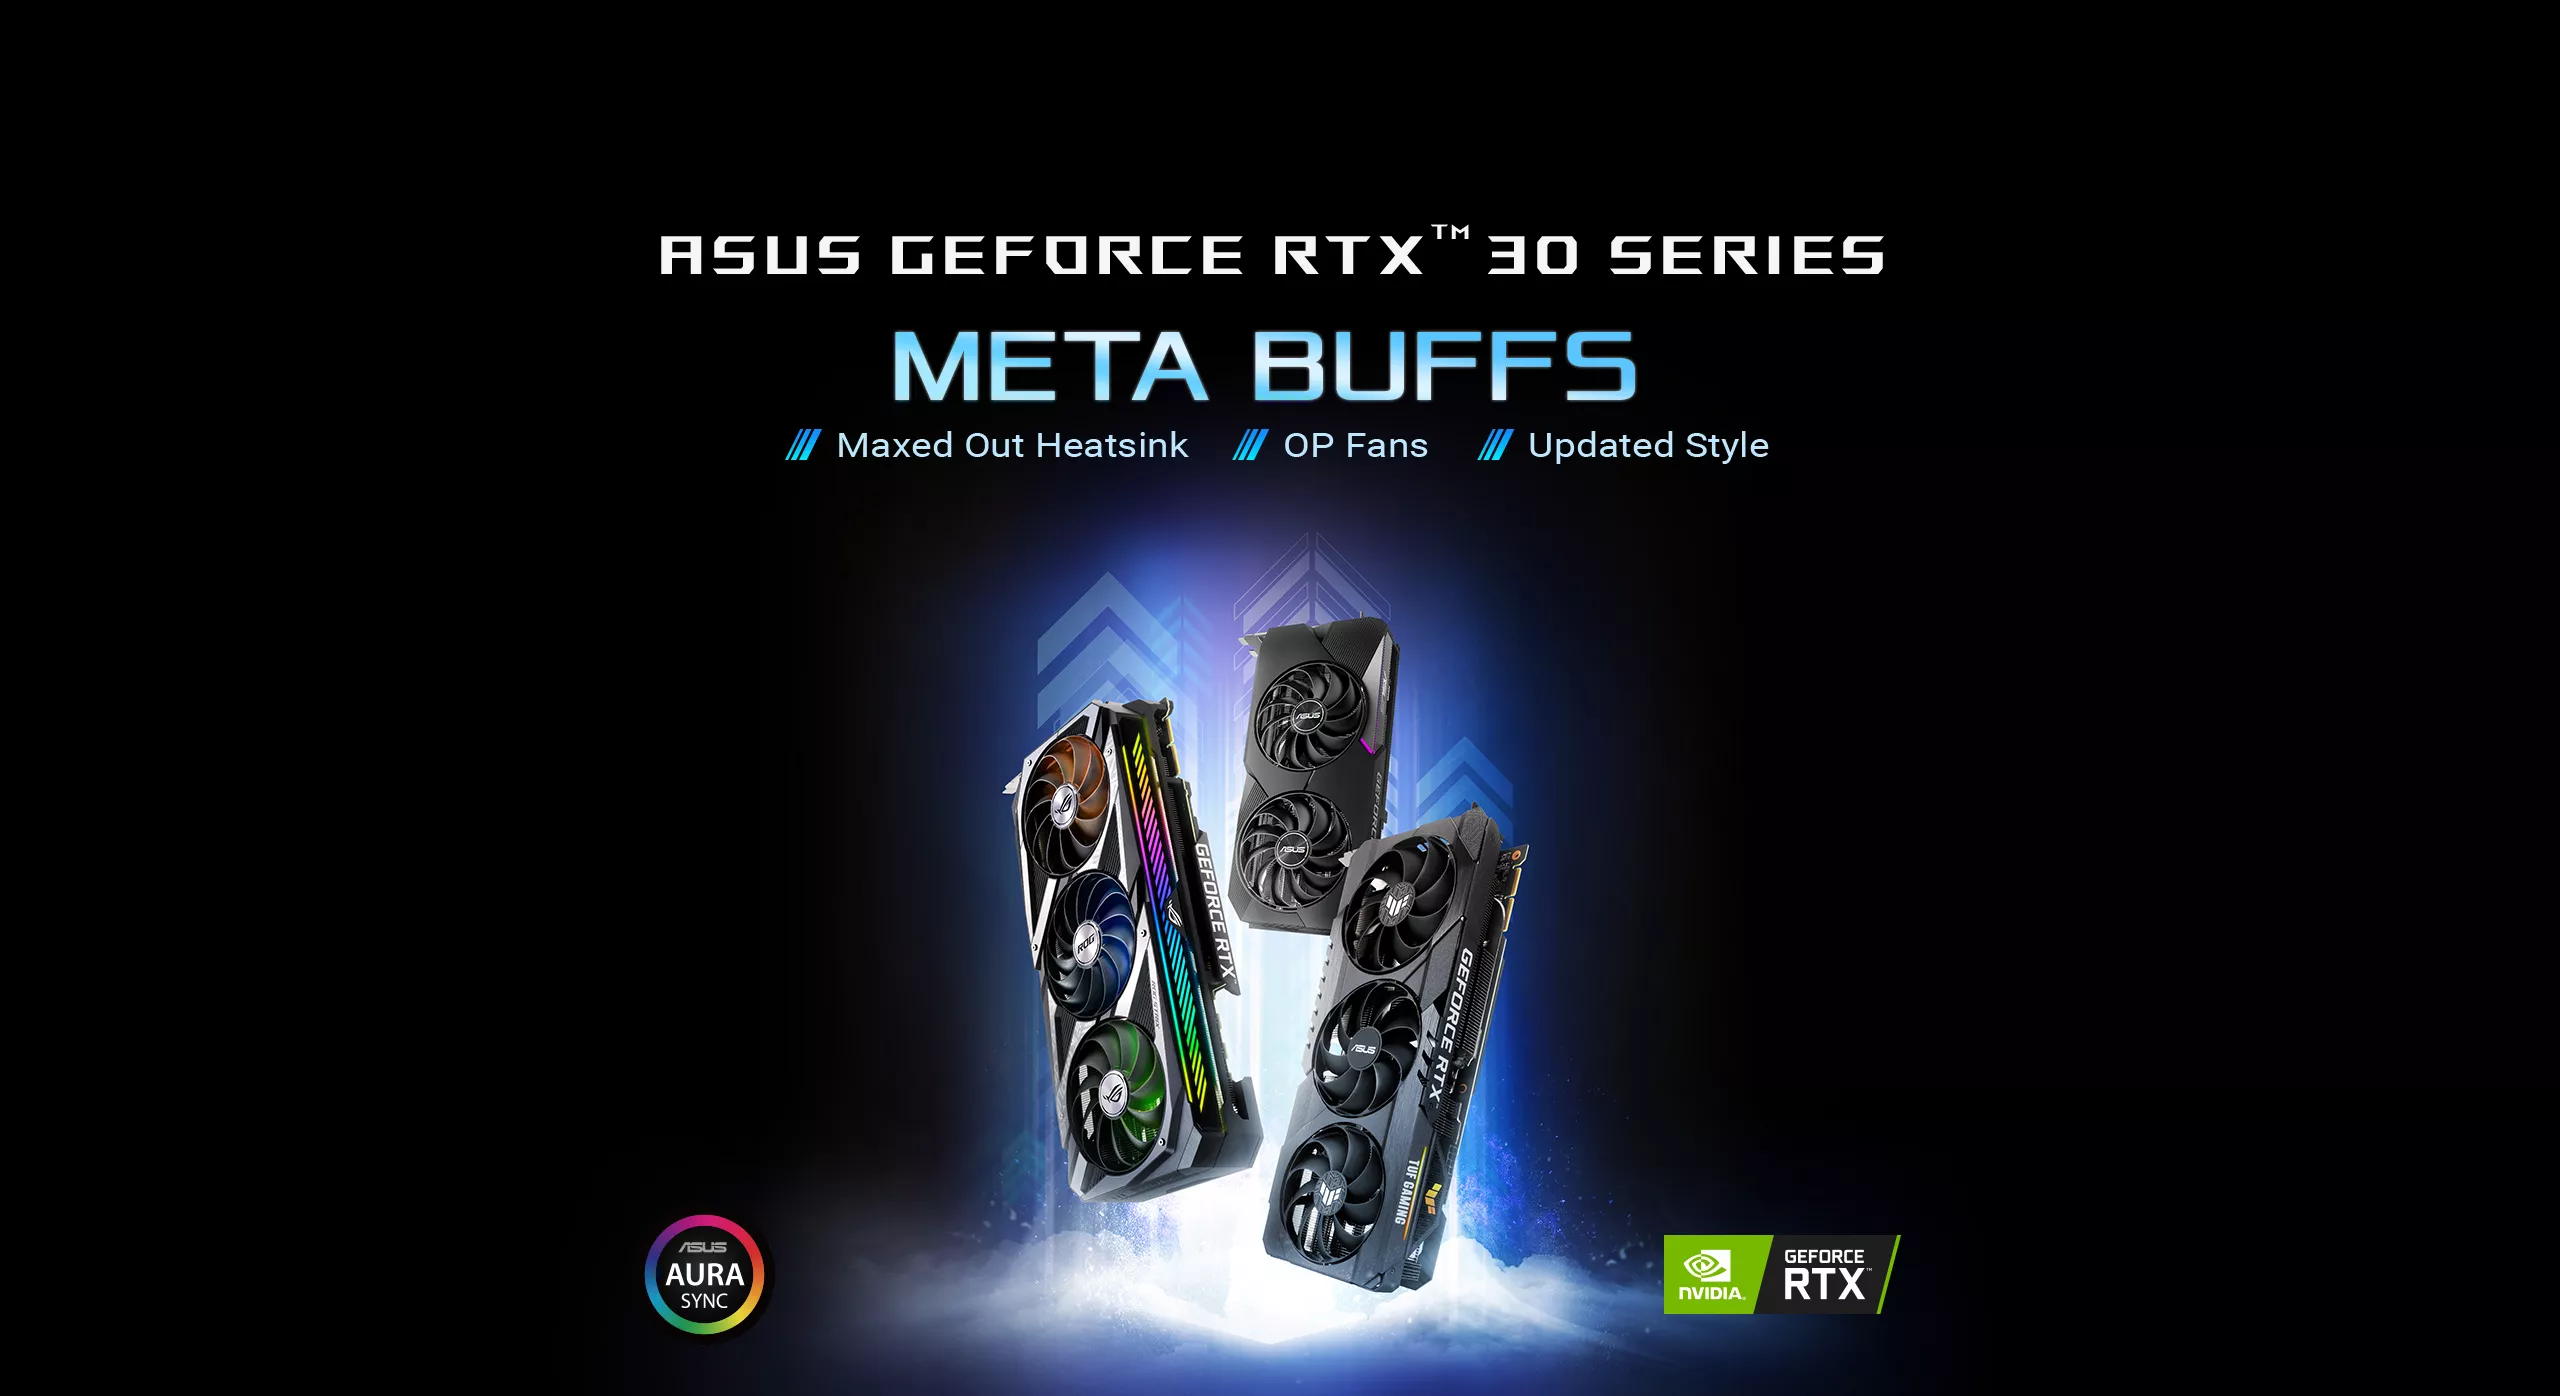 ASUS GEFORCE RTX™ 30 SERIES
META BUFFS
Maxed Out Heatsink
OP Fans
Updated Style
ASUS
ASUS
GEFORCE RTX
ROG
GEFORCE RTX
ASUS
TUF GAMING
ASUS
AURA
SYNC
NVIDIA
GEFORCE
RTX™